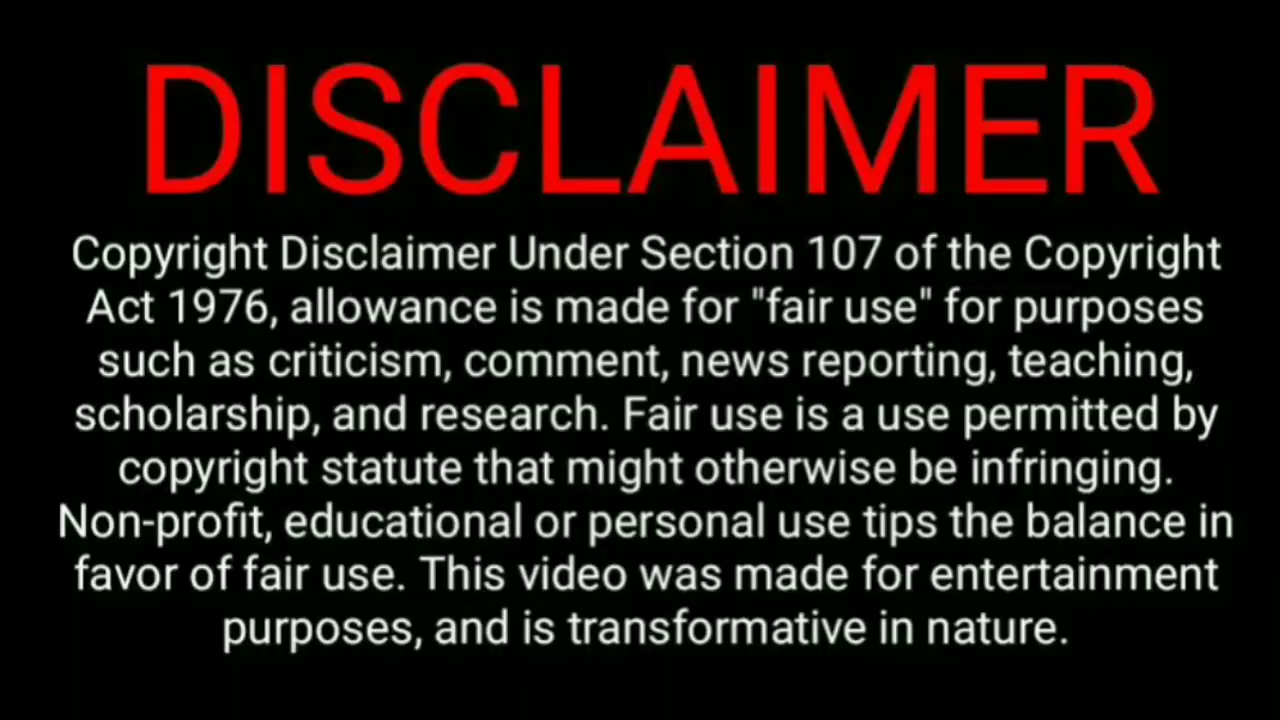 DISCLAIMER
Copyright Disclaimer Under Section 107 of the Copyright
Act 1976, allowance is made for "fair use" for purposes
such as criticism, comment, news reporting, teaching,
scholarship, and research. Fair use is a use permitted by
copyright statute that might otherwise be infringing.
Non-profit, educational or personal use tips the balance in
favor of fair use. This video was made for entertainment
purposes, and is transformative in nature.